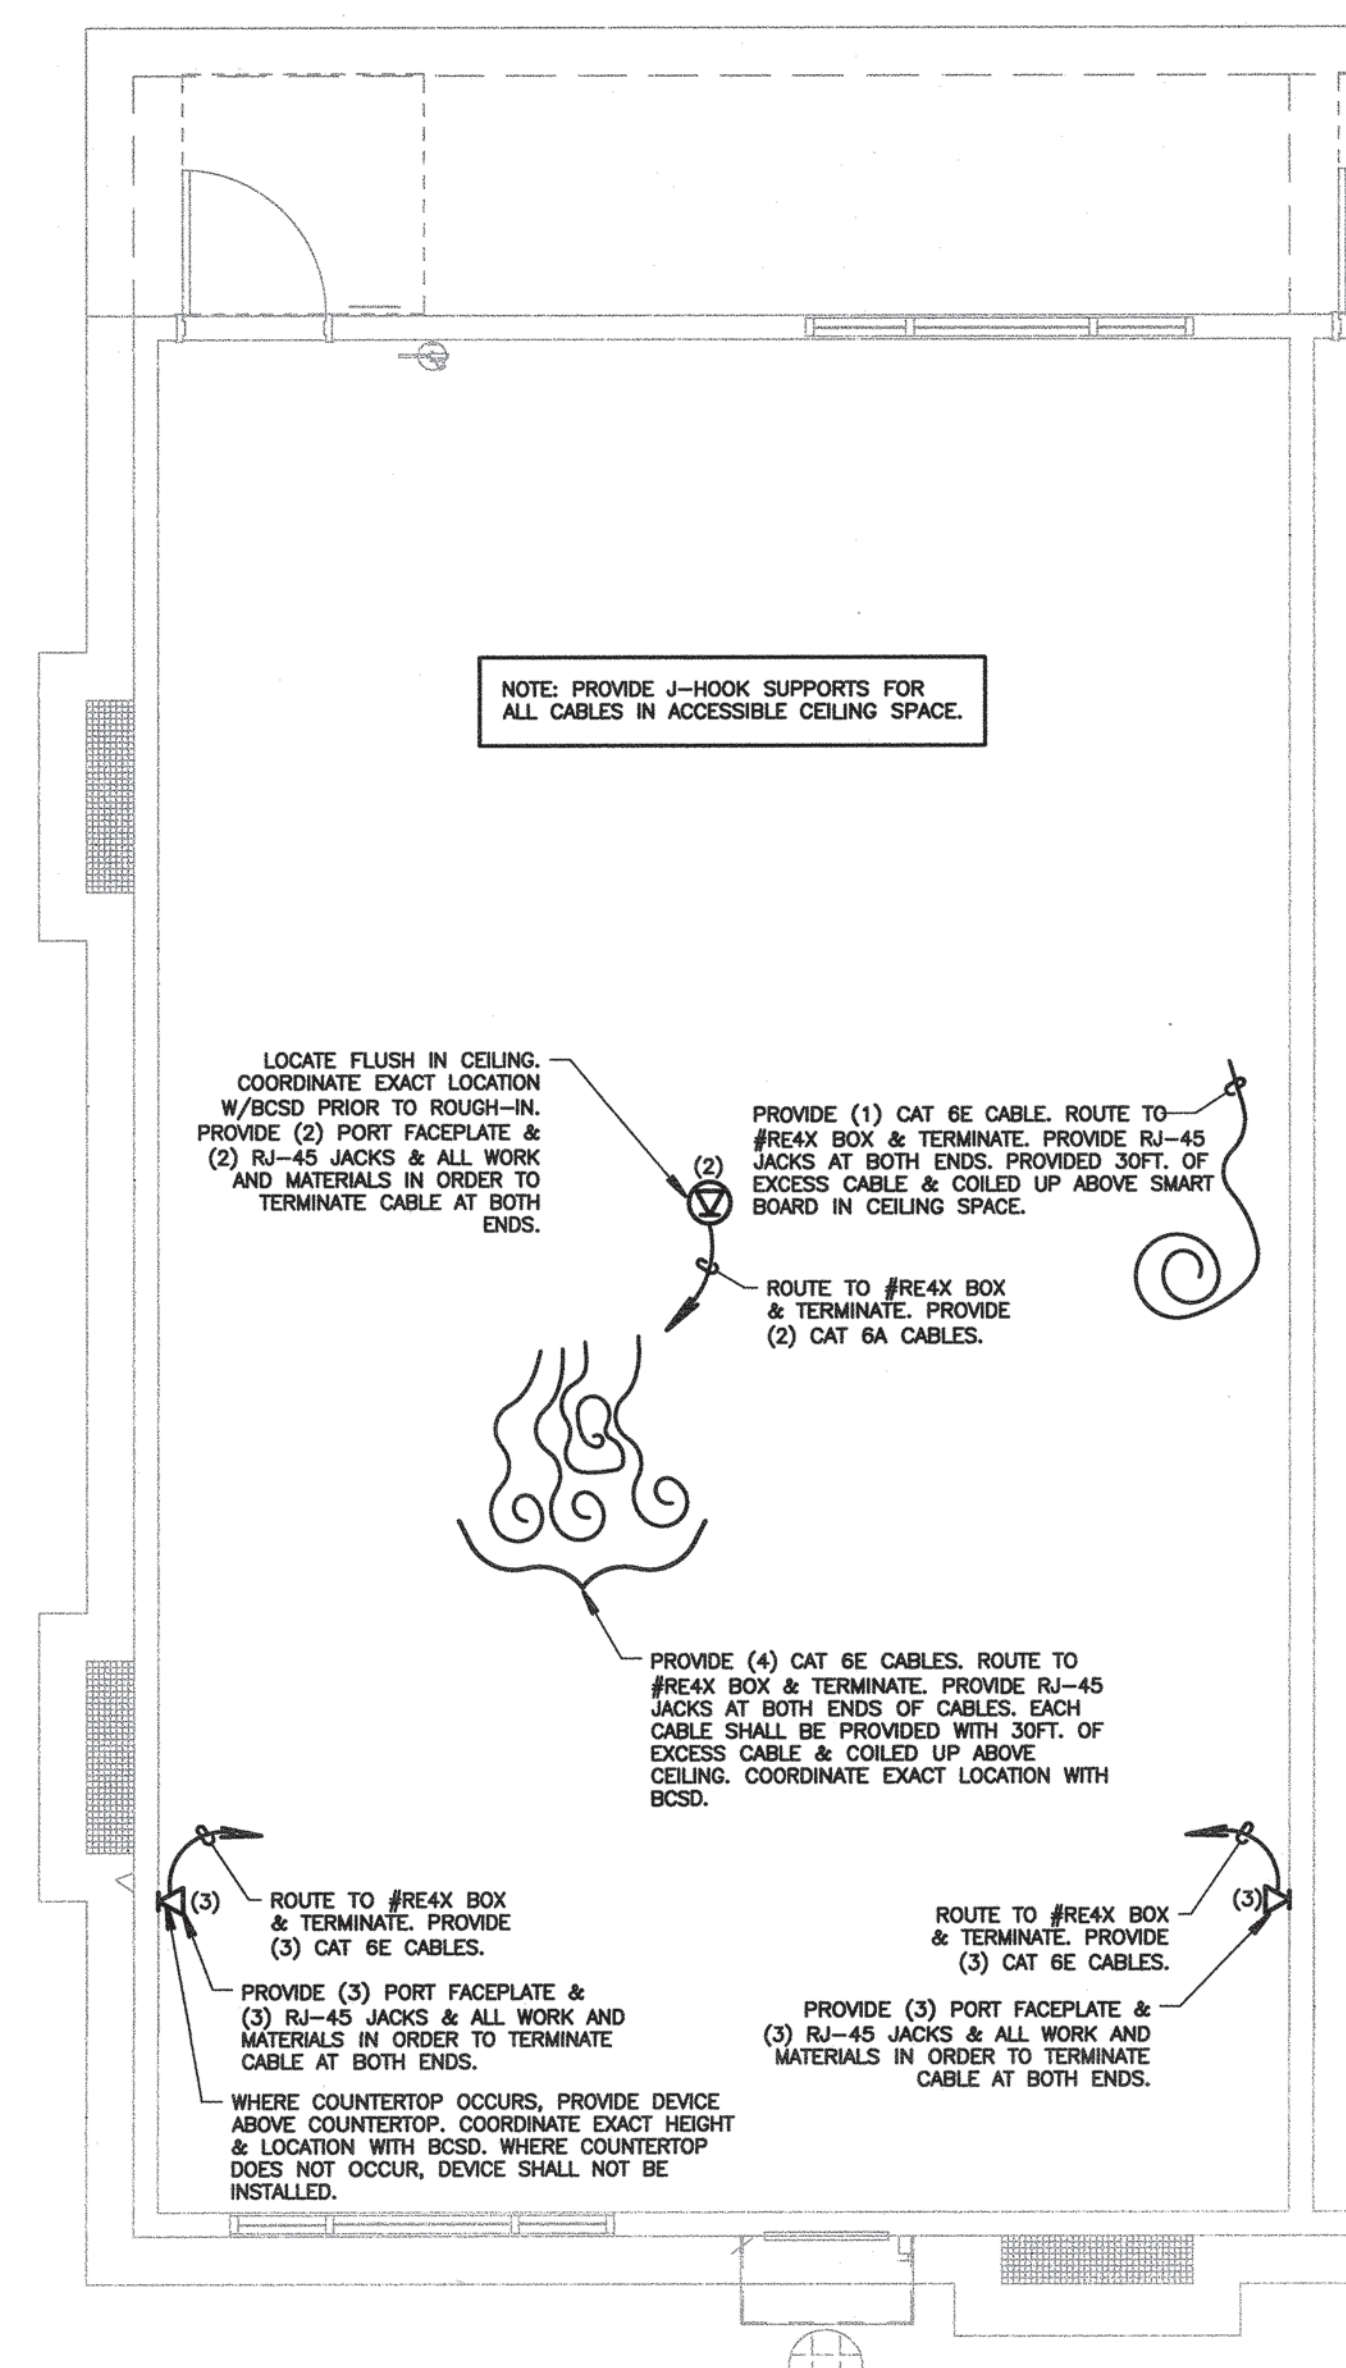 NOTE: PROVIDE J-HOOK SUPPORTS FOR
ALL CABLES IN ACCESSIBLE CEILING SPACE.
LOCATE FLUSH IN CEILING.
COORDINATE EXACT LOCATION
W/BCSD PRIOR TO ROUGH-IN.
PROVIDE (2) PORT FACEPLATE &
(2) RJ-45 JACKS & ALL WORK
AND MATERIALS IN ORDER TO
TERMINATE CABLE AT BOTH
ENDS.
(2)
PROVIDE (1) CAT 6E CABLE. ROUTE TO
#RE4X BOX & TERMINATE. PROVIDE RJ-45
JACKS AT BOTH ENDS. PROVIDED 30FT. OF
EXCESS CABLE & COILED UP ABOVE SMART
BOARD IN CEILING SPACE.
ROUTE TO #RE4X BOX
& TERMINATE. PROVIDE
(2) CAT 6A CABLES.
PROVIDE (4) CAT 6E CABLES. ROUTE TO
#RE4X BOX & TERMINATE. PROVIDE RJ-45
JACKS AT BOTH ENDS OF CABLES. EACH
CABLE SHALL BE PROVIDED WITH 30FT. OF
EXCESS CABLE & COILED UP ABOVE
CEILING. COORDINATE EXACT LOCATION WITH
BCSD.
(3)
ROUTE TO #RE4X BOX
& TERMINATE. PROVIDE
(3) CAT 6E CABLES.
PROVIDE (3) PORT FACEPLATE &
(3) RJ-45 JACKS & ALL WORK AND
MATERIALS IN ORDER TO TERMINATE
CABLE AT BOTH ENDS.
WHERE COUNTERTOP OCCURS, PROVIDE DEVICE
ABOVE COUNTERTOP. COORDINATE EXACT HEIGHT
& LOCATION WITH BCSD. WHERE COUNTERTOP
DOES NOT OCCUR, DEVICE SHALL NOT BE
INSTALLED.
(3)
ROUTE TO #RE4X BOX
& TERMINATE. PROVIDE
(3) CAT 6E CABLES.
PROVIDE (3) PORT FACEPLATE &
(3) RJ-45 JACKS & ALL WORK AND
MATERIALS IN ORDER TO TERMINATE
CABLE AT BOTH ENDS.